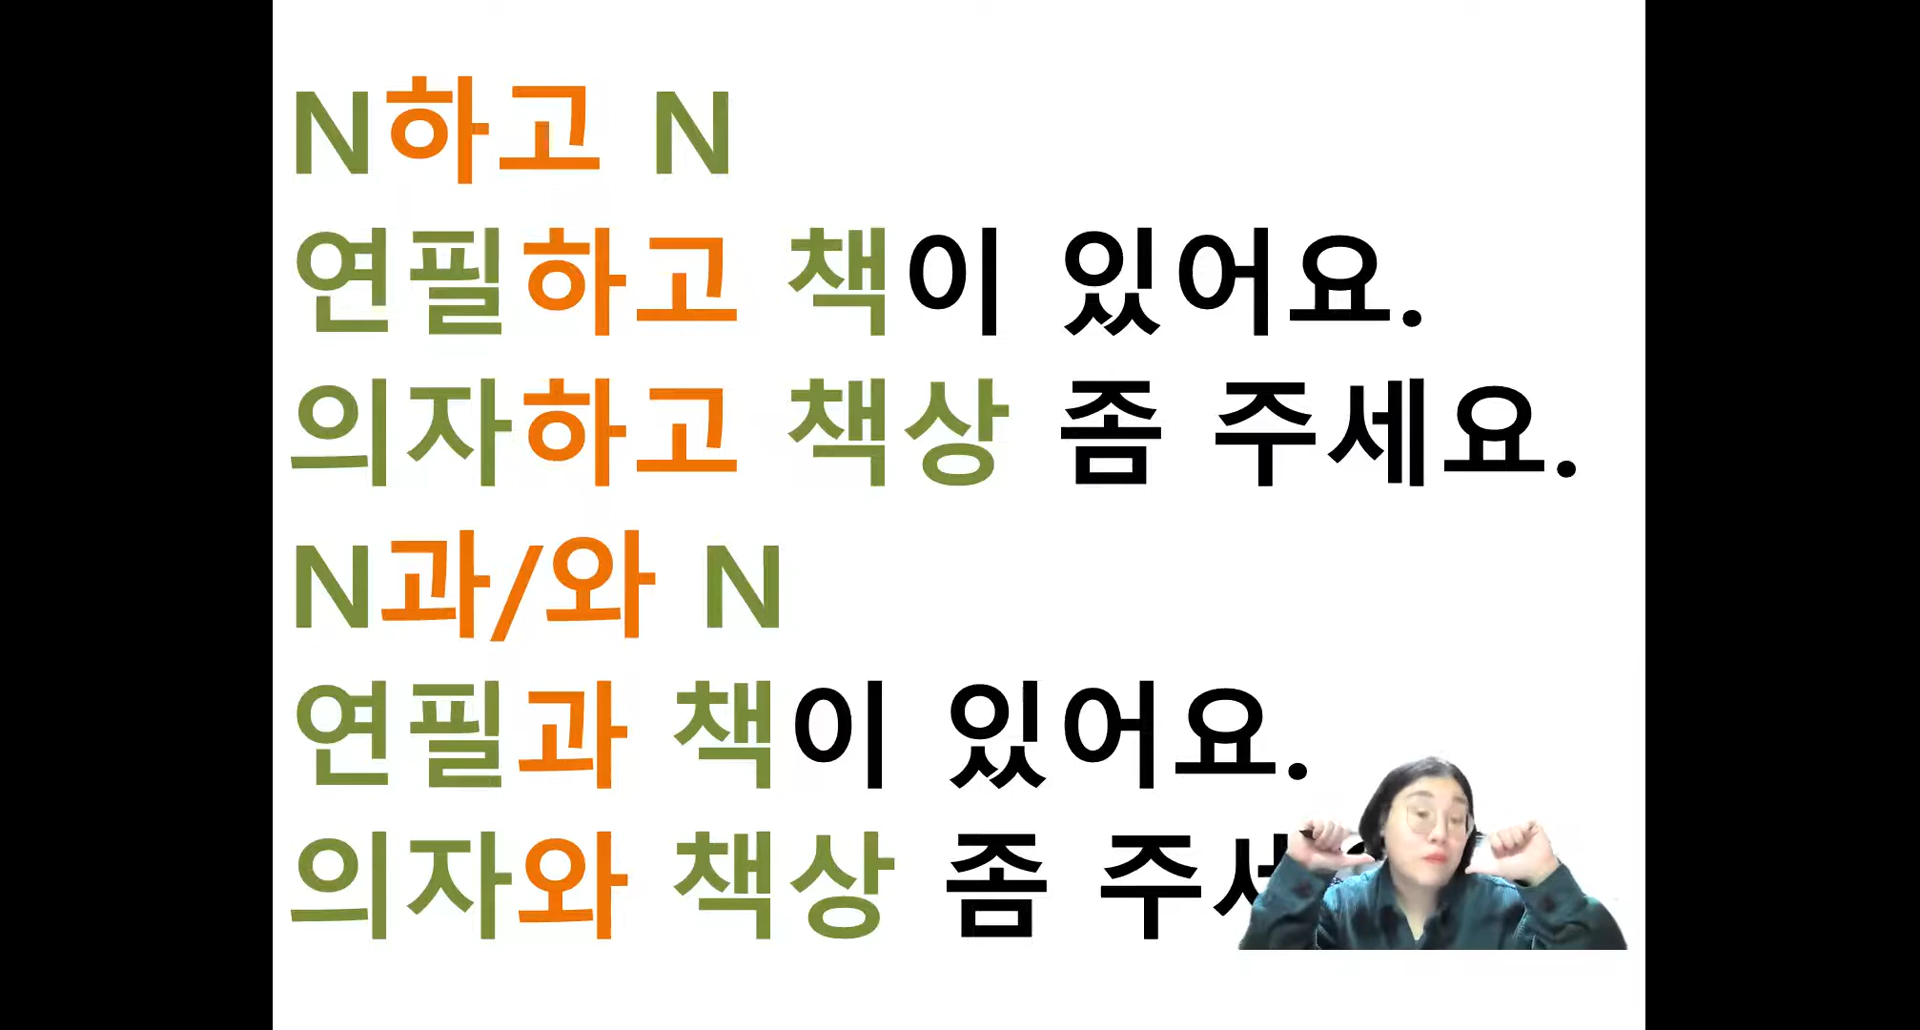 N하고 N
연필하고 책이 있어요.
의자하고 책상 좀 주세요.
N과/와 N
연필과 책이 있어요.
의자와 책상 좀